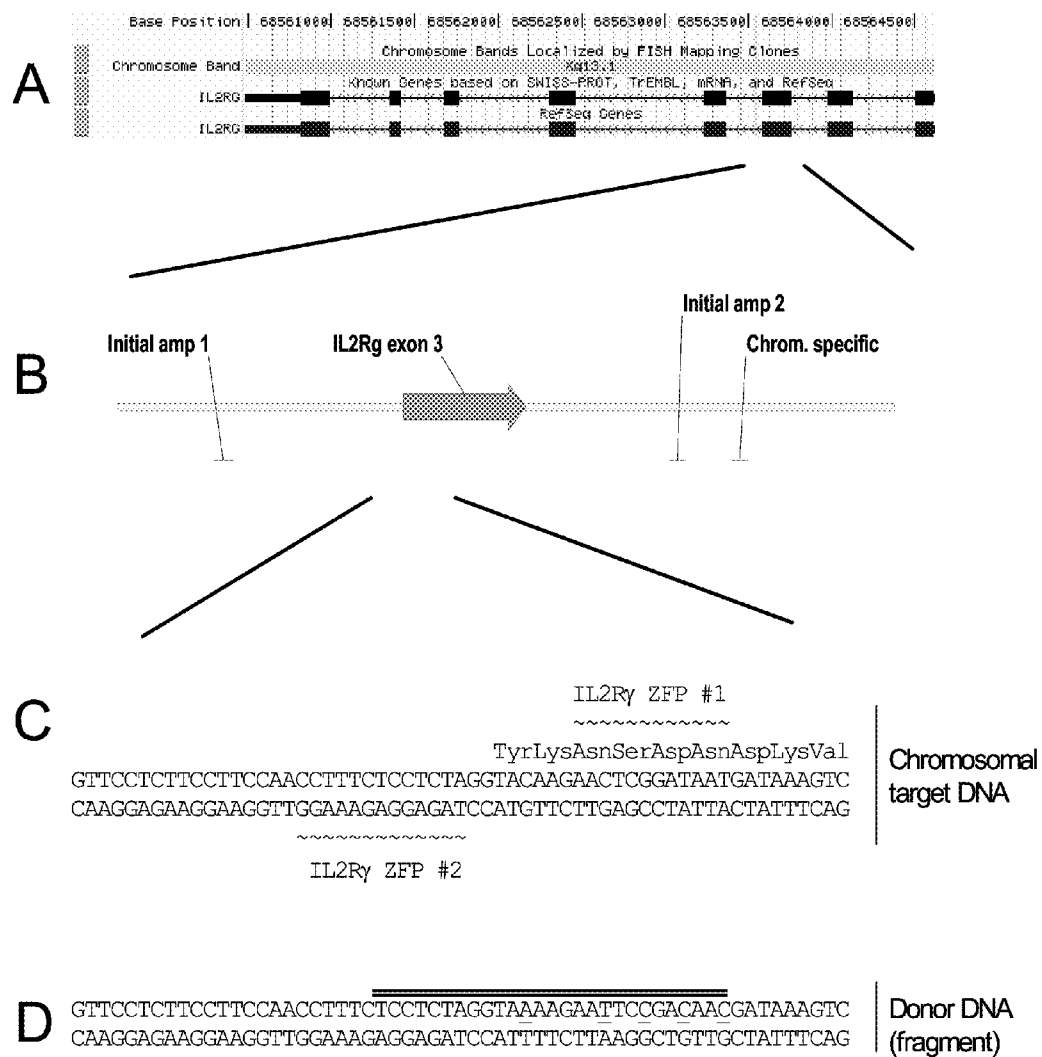 A
Base Position | 68561000| 68561500| 68562000| 68562500| 68563000| 68563500| 68564000| 68564500|
Chromosome Bands Localized by FISH Mapping Clones
Chromosome Band Xq13.1
Known Genes based on SWISS-PROT, TrEMBL, mRNA, and RefSeq
IL2RG
RefSeq Genes
IL2RG
B
Initial amp 1
IL2Rg exon 3
Initial amp 2
Chrom. specific
C
IL2Rγ ZFP #1
~~~~~~~~~~~~
TyrLysAsnSerAspAsnAspLysVal
GTTCCTCTTCCTTCCAACCTTTCTCCTCTAGGTACAAGAACTCGGATAATGATAAAGTC
CAAGGAGAAGGAAGGTTGGAAAGAGGAGATCCATGTTCTTGAGCCTATTACTATTTCAG
~~~~~~~~~~~~~
IL2Rγ ZFP #2
Chromosomal
target DNA
D
GTTCCTCTTCCTTCCAACCTTTCTCCTCTAGGTAAAAGAATTCCGACAACGATAAAGTC
CAAGGAGAAGGAAGGTTGGAAAGAGGAGATCCATTTTCTTAAGGCTGTTGCTATTTCAG
Donor DNA
(fragment)